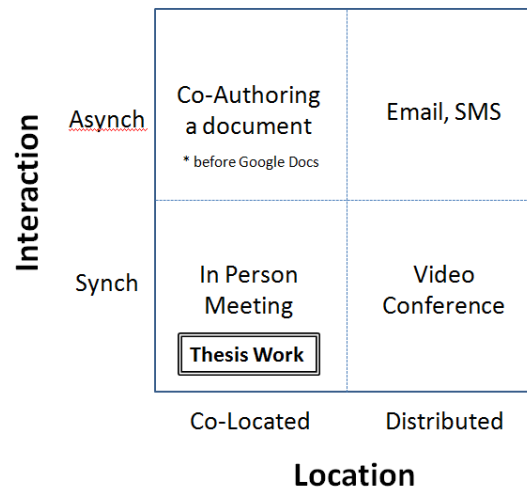 Interaction
Asynch
Co-Authoring
a document
* before Google Docs
Email, SMS
Synch
In Person
Meeting
Thesis Work
Video
Conference
Co-Located
Distributed
Location